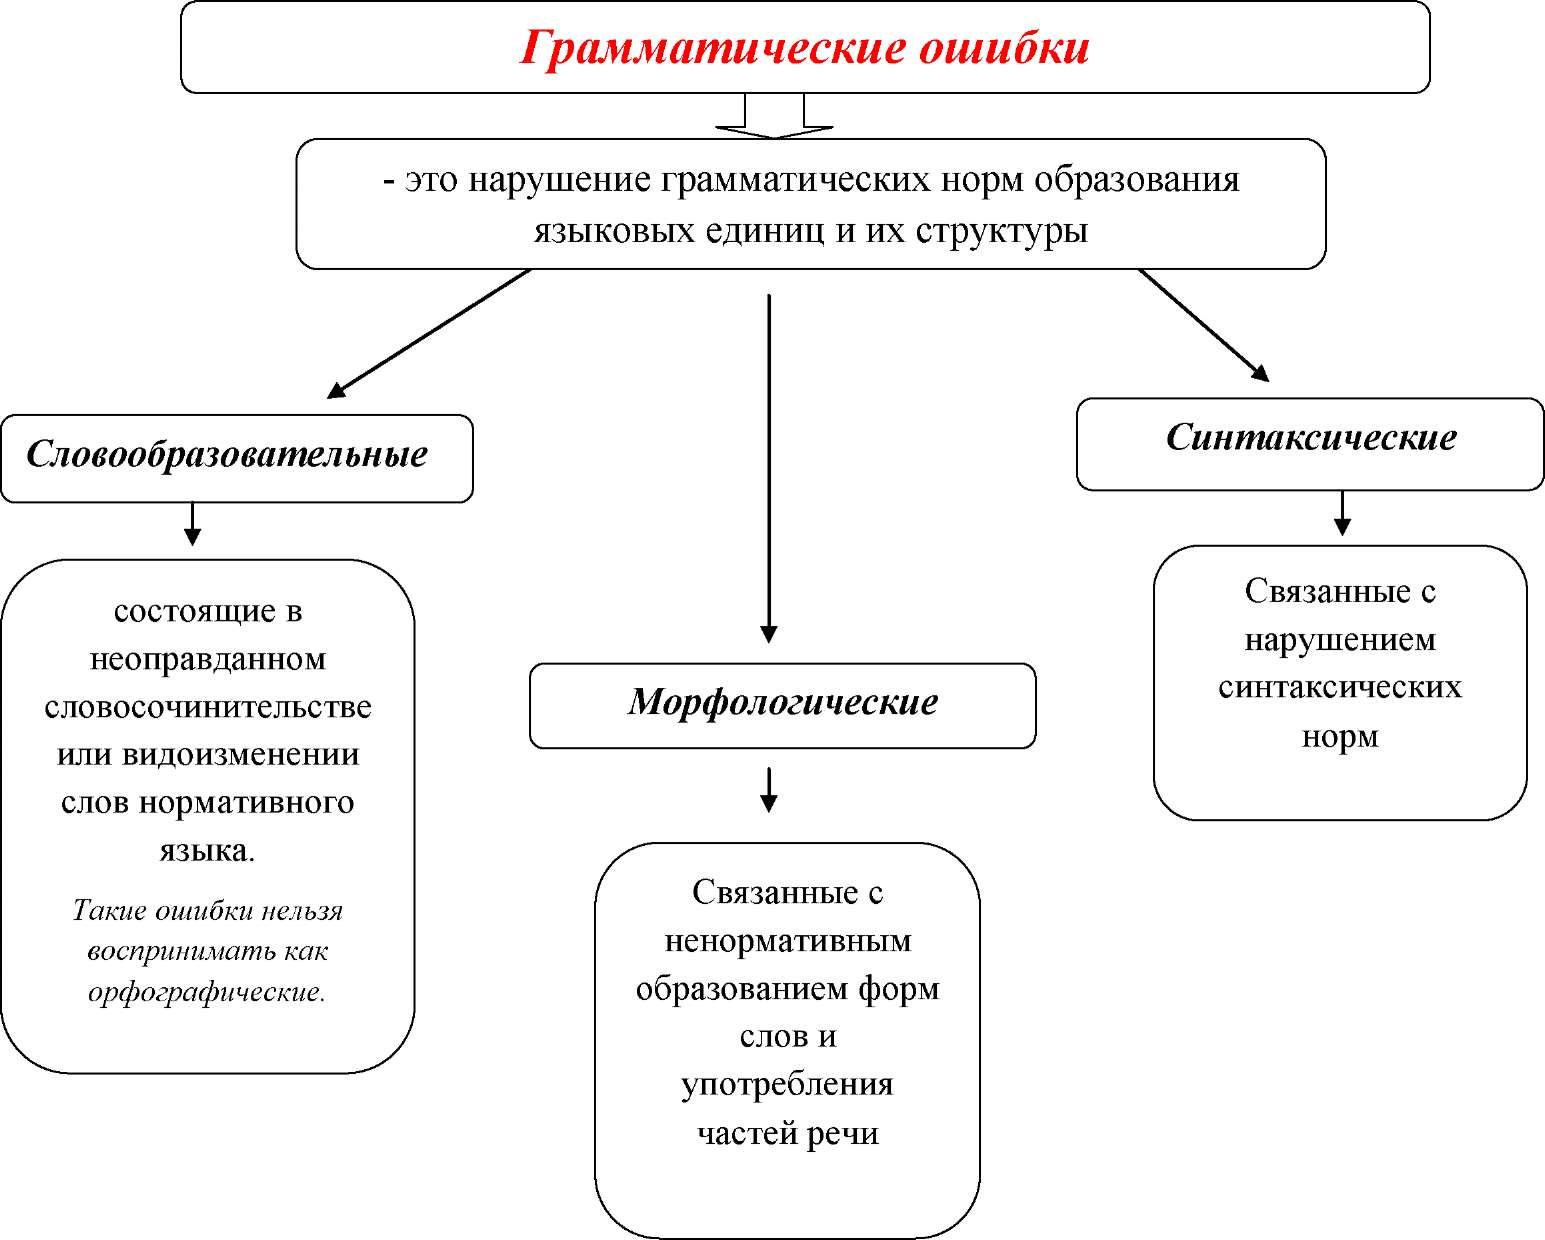 Грамматические ошибки
- это нарушение грамматических норм образования
языковых единиц и их структуры
Словообразовательные
состоящие в
неоправданном
словосочинительстве
или видоизменении
слов нормативного
языка.
Такие ошибки нельзя
воспринимать как
орфографические.
Морфологические
Связанные с
ненормативным
образованием форм
слов и
употребления
частей речи
Синтаксические
Связанные с
нарушением
синтаксических
норм